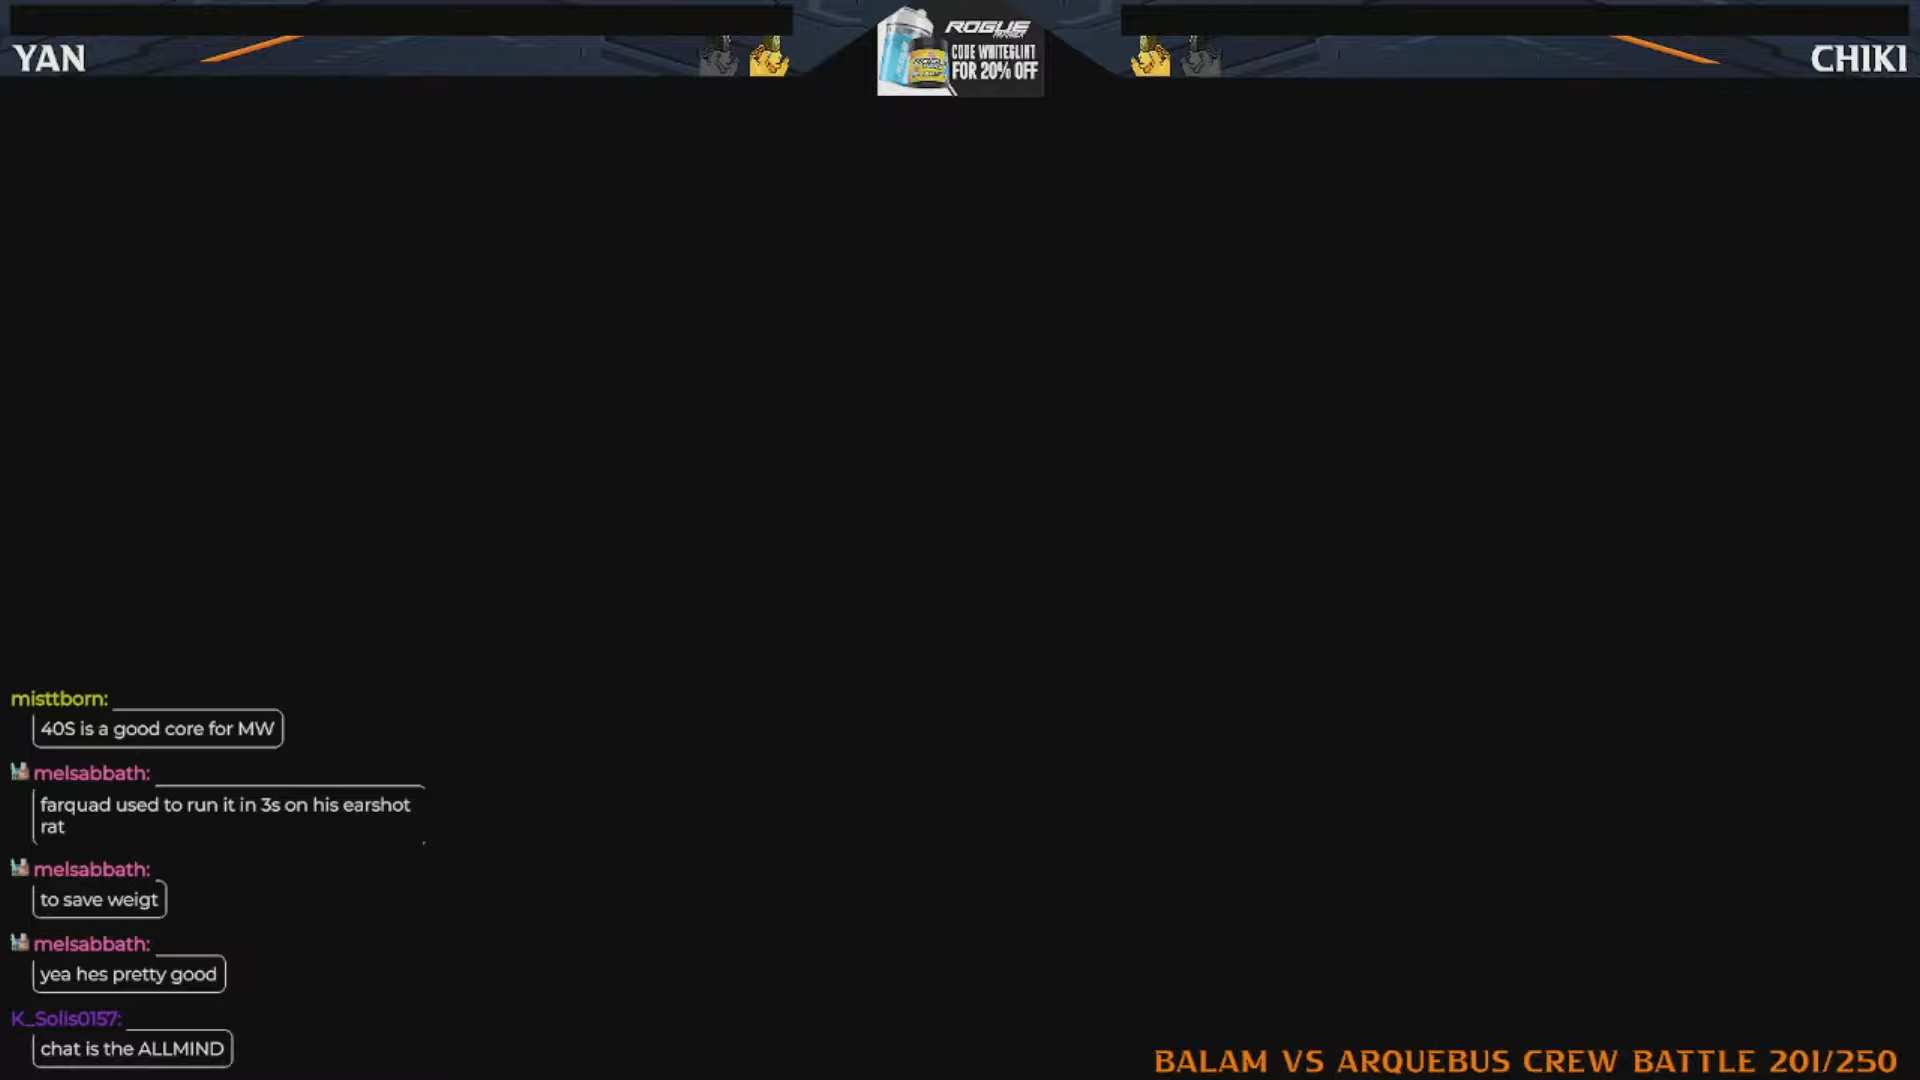 YAN
ROGUE
CODE WHITEGLINT
FOR 20% OFF
CHIKI
misttborn:
40S is a good core for MW
melsabbath:
farquad used to run it in 3s on his earshot
rat
melsabbath:
to save weigt
melsabbath:
yea hes pretty good
K_Solis0157:
chat is the ALLMIND
BALAM VS ARQUEBUS CREW BATTLE 201/250